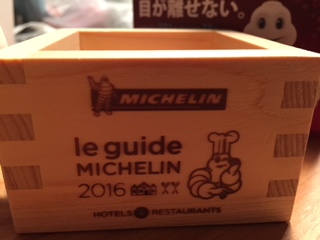 目が離せない。
MICHELIN
le guide
MICHELIN
2016
HOTELS RESTAURANTS